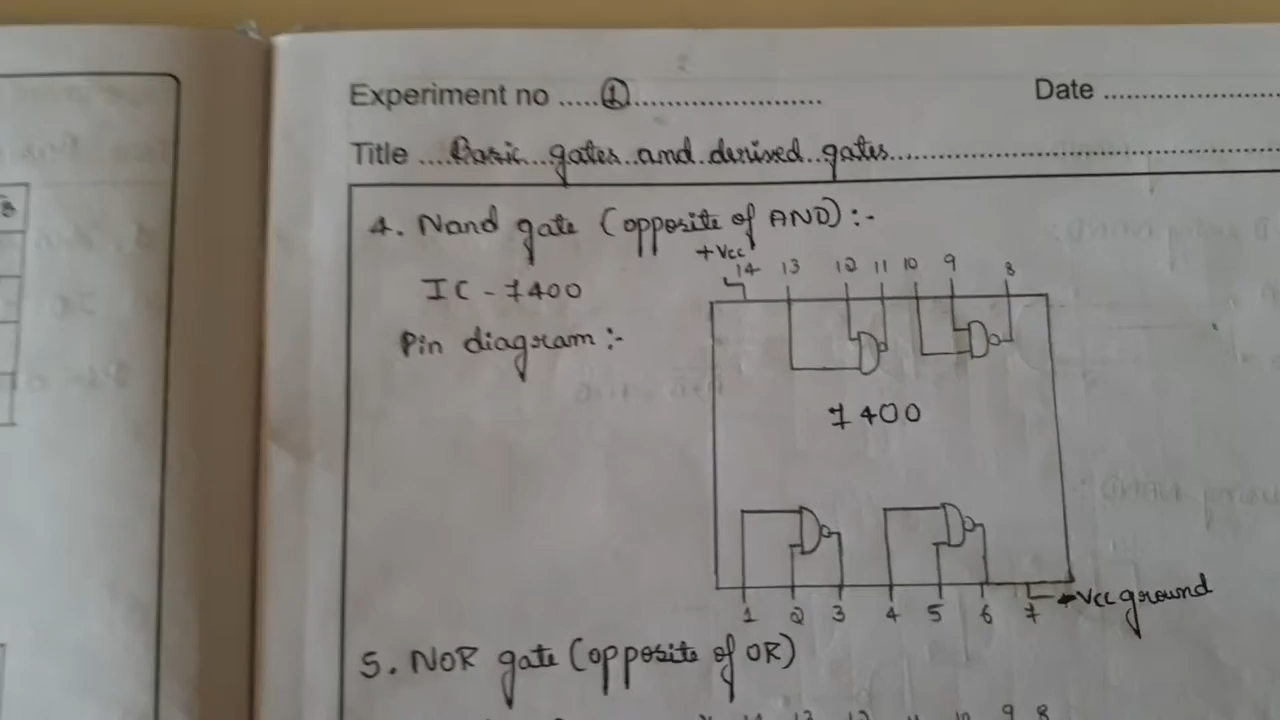 Experiment no .....①........................
Date ........................
Title ....Basic..gates..and..derived..gates...............................................
4. Nand gate (opposite of AND) :-
+Vcc
14 13 12 11 10 9 8
IC - 7400
Pin diagram :-
7400
1 2 3 4 5 6 7 Vcc ground
5. NOR gate (opposite of OR)
9 8